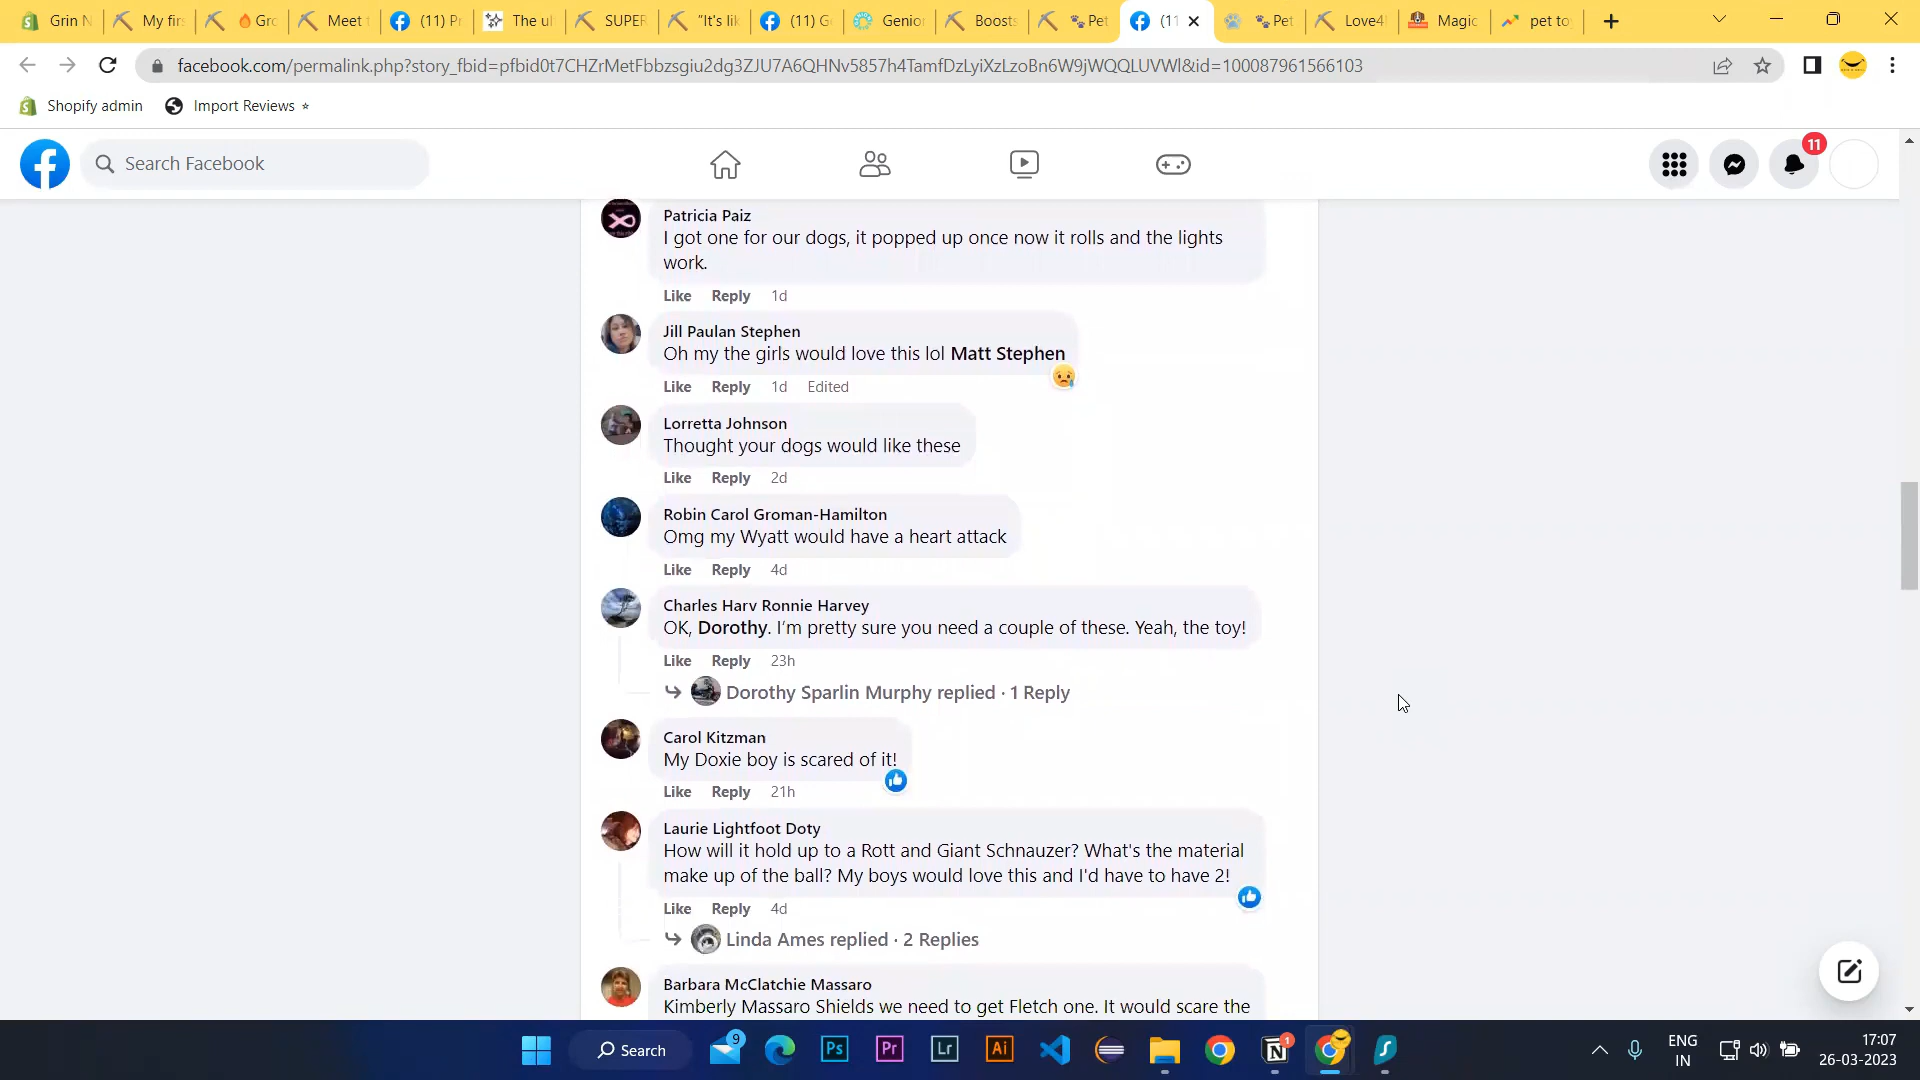 Grin N
My firs
Gro
Meet t
(11) Pr
The ul
SUPER
"It's lik
(11) G
Genio
Boosts
Pet
(11
Pet
Love4
Magic
pet to
facebook.com/permalink.php?story_fbid=pfbid0t7CHZrMetFbbzsgiu2dg3ZJU7A6QHNv5857h4TamfDzLyiXzLzoBn6W9jWQQLUVWl&id=100087961566103
Shopify admin
Import Reviews
Search Facebook
11
Patricia Paiz
I got one for our dogs, it popped up once now it rolls and the lights
work.
Like Reply 1d
Jill Paulan Stephen
Oh my the girls would love this lol Matt Stephen
Like Reply 1d Edited
Lorretta Johnson
Thought your dogs would like these
Like Reply 2d
Robin Carol Groman-Hamilton
Omg my Wyatt would have a heart attack
Like Reply 4d
Charles Harv Ronnie Harvey
OK, Dorothy. I'm pretty sure you need a couple of these. Yeah, the toy!
Like Reply 23h
Dorothy Sparlin Murphy replied · 1 Reply
Carol Kitzman
My Doxie boy is scared of it!
Like Reply 21h
Laurie Lightfoot Doty
How will it hold up to a Rott and Giant Schnauzer? What's the material
make up of the ball? My boys would love this and I'd have to have 2!
Like Reply 4d
Linda Ames replied · 2 Replies
Barbara McClatchie Massaro
Kimberly Massaro Shields we need to get Fletch one. It would scare the
Search
9
Ps
Pr
Lr
Ai
1
ENG
IN
17:07
26-03-2023